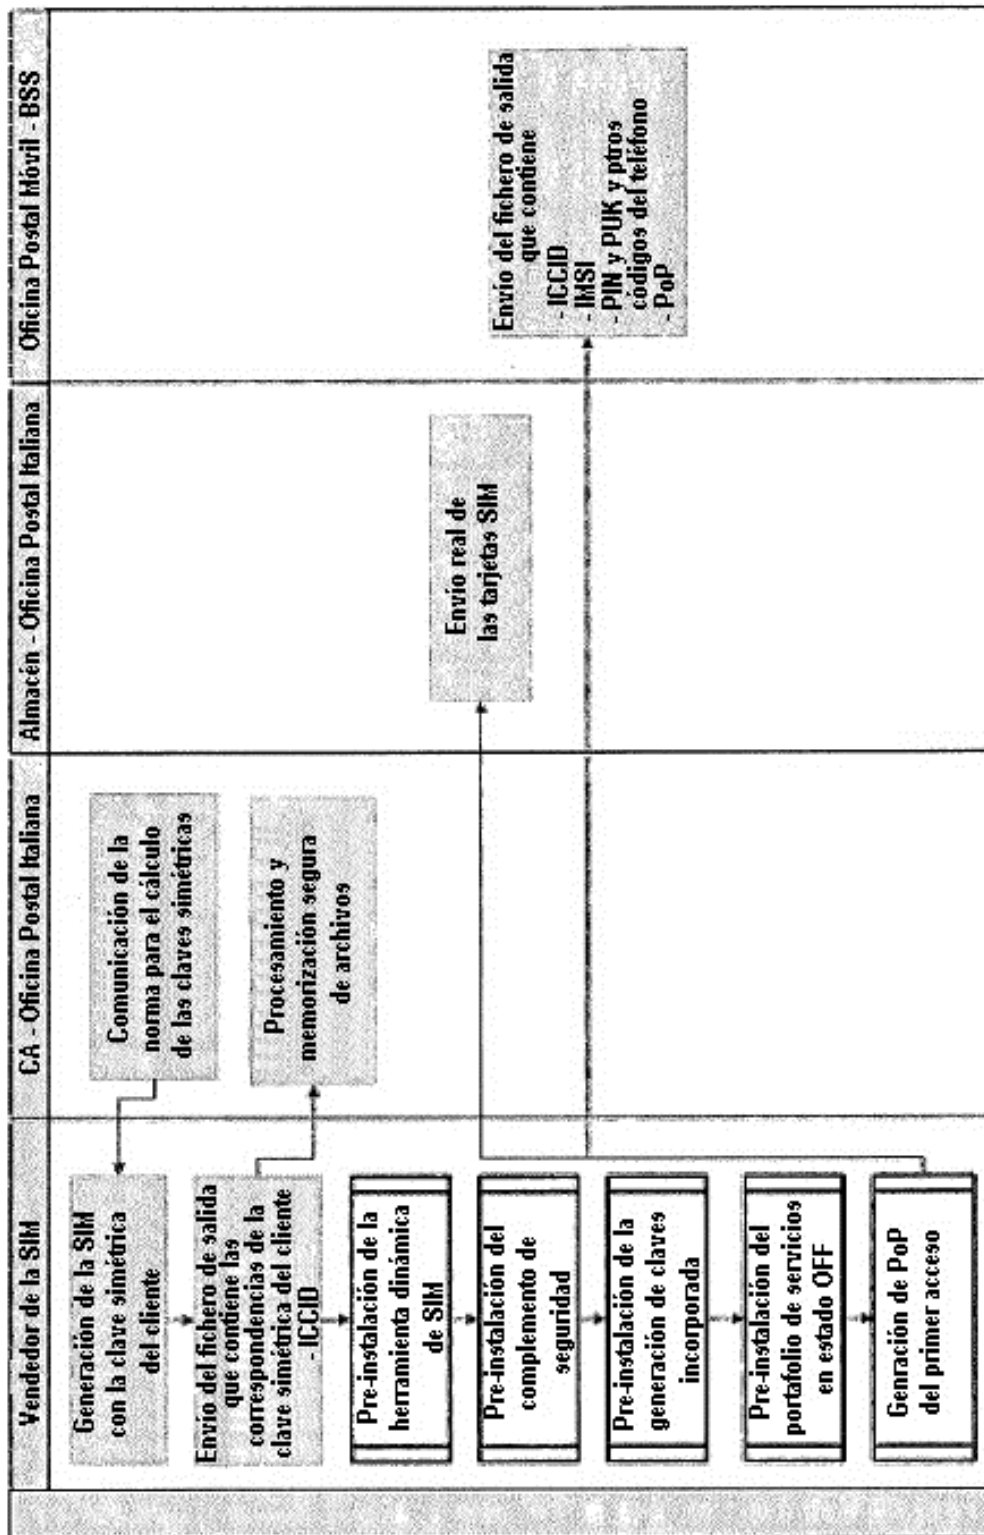 Vendedor de la SIM
Generación de la SIM
con la clave simétrica
del cliente
Envío del fichero de salida
que contiene las
correspondencias de la
clave simétrica del cliente
- ICCID
Pre-instalación de la
herramienta dinámica
de SIM
Pre-instalación del
complemento de
seguridad
Pre-instalación de la
generación de claves
incorporada
Pre-instalación del
portafolio de servicios
en estado OFF
Genración de PoP
del primer acceso
CA - Oficina Postal Italiana
Comunicación de la
norma para el cálculo
de las claves simétricas
Procesamiento y
memorización segura
de archivos
Almacén - Oficina Postal Italiana
Envío real de
las tarjetas SIM
Oficina Postal Móvil - BSS
Envío del fichero de salida
que contiene
- ICCID
- IMSI
- PIN y PUK y ptros
códigos del teléfono
- PoP